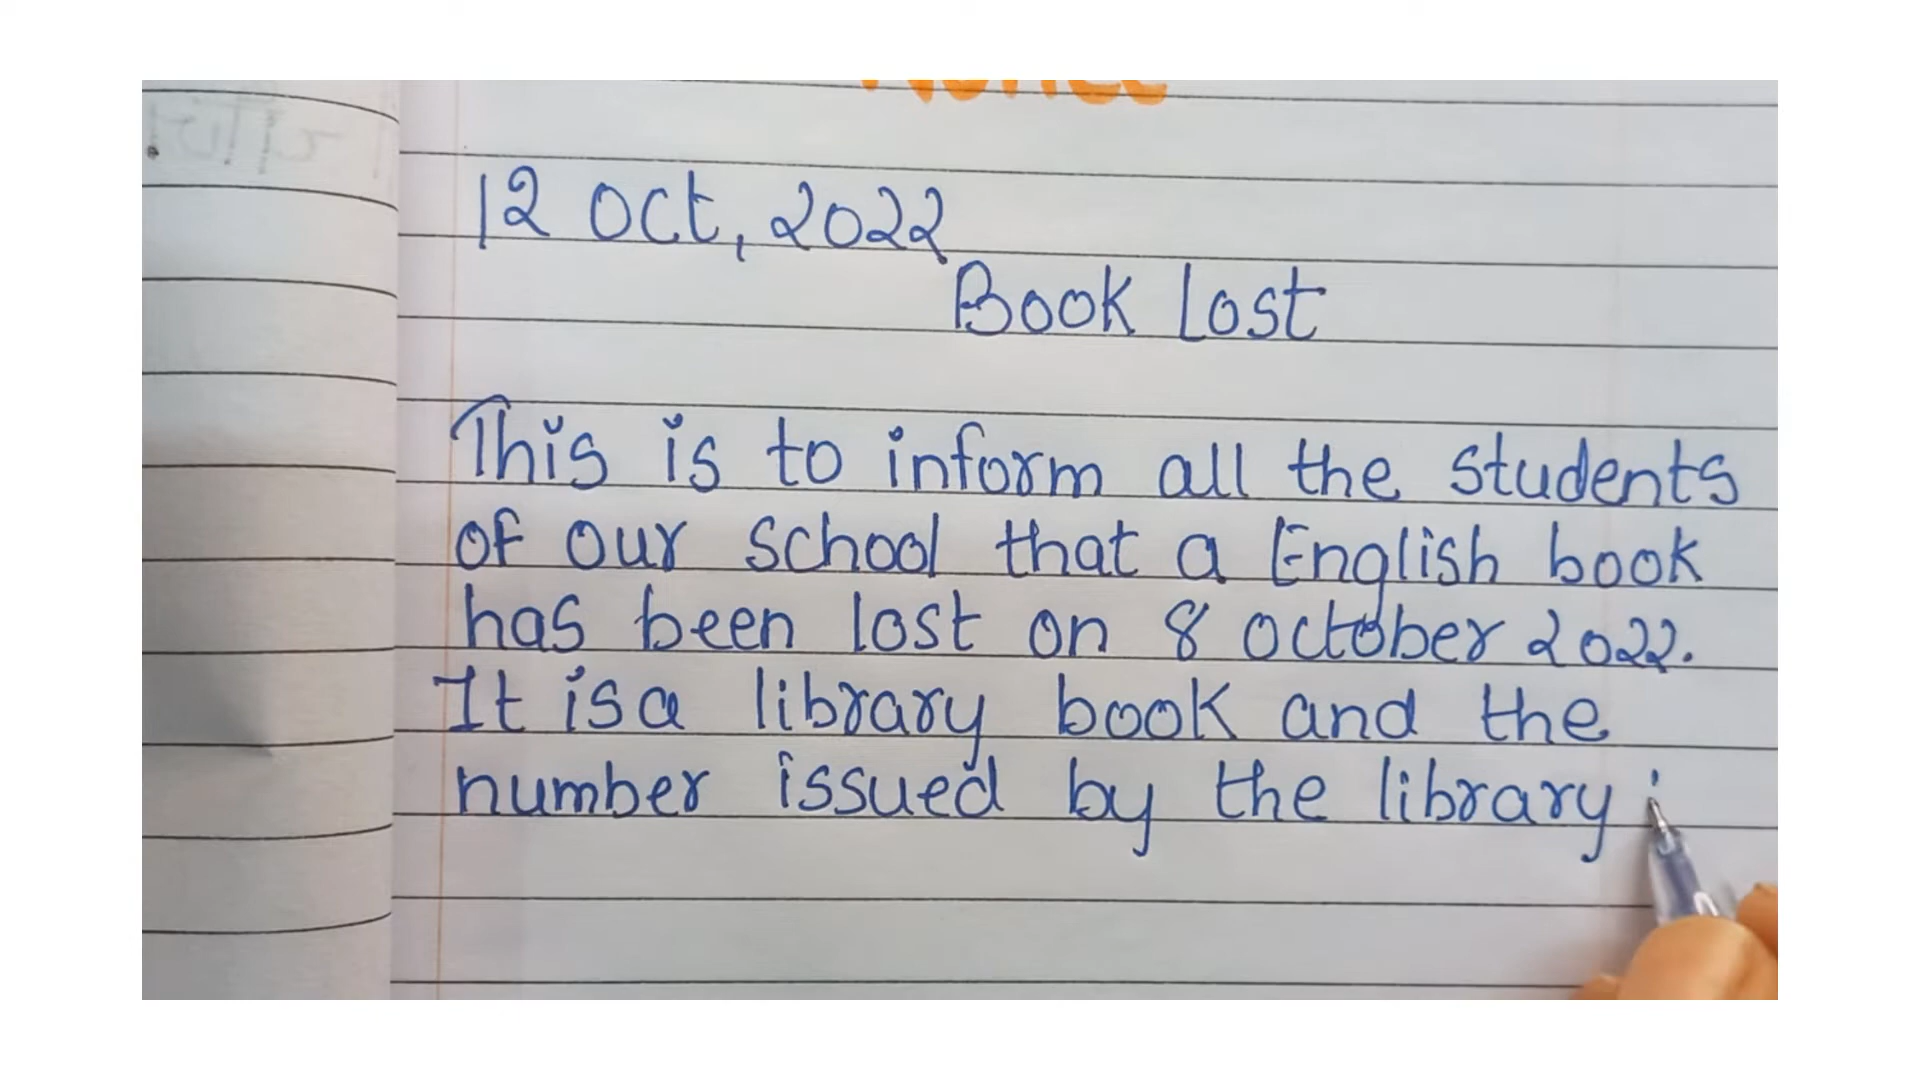 Notice
12 Oct, 2022
Book Lost
This is to inform all the students
of our school that a English book
has been lost on 8 October 2022.
It is a library book and the
number issued by the library